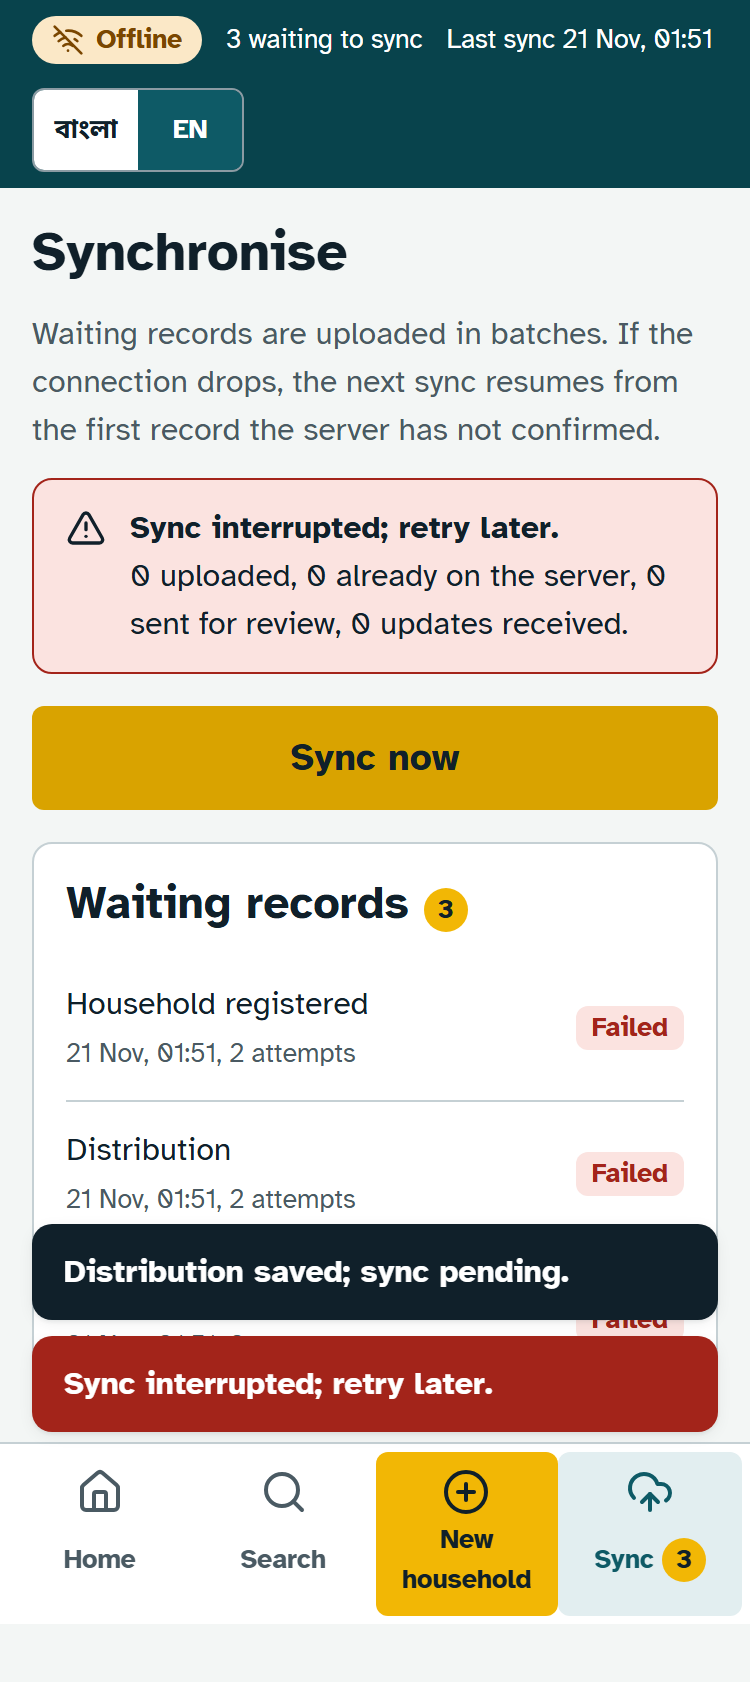 Offline 3 waiting to sync Last sync 21 Nov, 01:51
বাংলা EN
Synchronise
Waiting records are uploaded in batches. If the
connection drops, the next sync resumes from
the first record the server has not confirmed.
Sync interrupted; retry later.
0 uploaded, 0 already on the server, 0
sent for review, 0 updates received.
Sync now
Waiting records 3
Household registered
21 Nov, 01:51, 2 attempts
Failed
Distribution
21 Nov, 01:51, 2 attempts
Failed
Distribution saved; sync pending.
Failed
Sync interrupted; retry later.
Home
Search
New
household
Sync 3